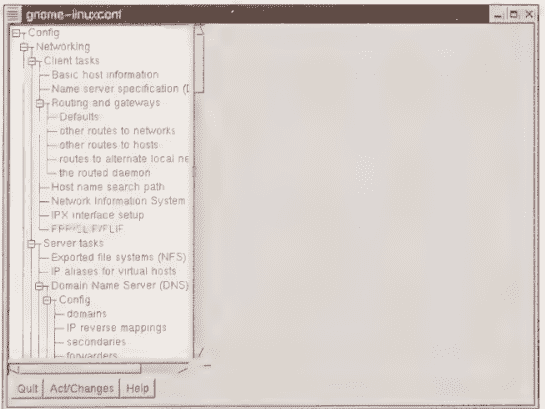 gnome-linuxconf
Config
Networking
Client tasks
Basic host information
Name server specification (D
Routing and gateways
Defaults
other routes to networks
other routes to hosts
routes to alternate local ne
the routed daemon
Host name search path
Network Information System
IPX interface setup
PPP/SLIP/PLIP
Server tasks
Exported file systems (NFS)
IP aliases for virtual hosts
Domain Name Server (DNS)
Config
domains
IP reverse mappings
secondaries
forwarders
Quit Act/Changes Help